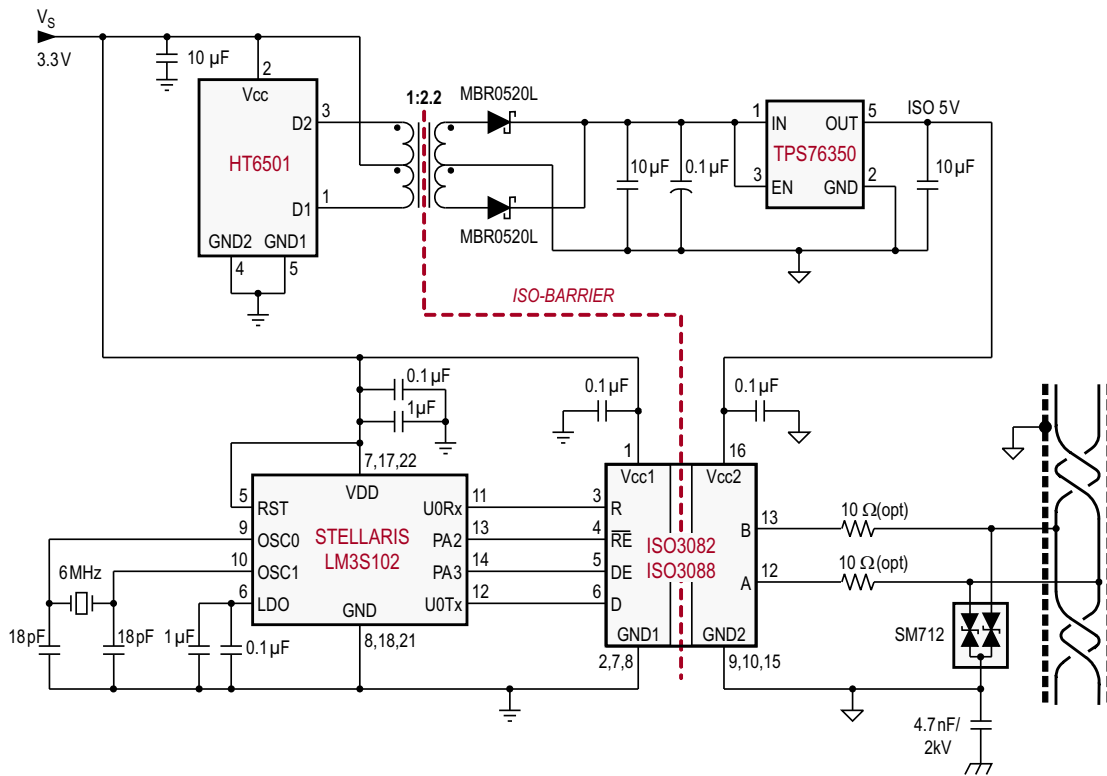 VS
3.3V
10 µF
2
Vcc
HT6501
D2
3
D1
1
GND2
GND1
4
5
1:2.2
MBR0520L
MBR0520L
10µF
0.1µF
1
IN
OUT
5
TPS76350
3
EN
GND
2
ISO 5V
10µF
ISO-BARRIER
0.1µF
1µF
7,17,22
VDD
5
RST
9
OSC0
10
OSC1
6
LDO
STELLARIS
LM3S102
GND
8,18,21
U0Rx
11
PA2
13
PA3
14
U0Tx
12
6MHz
18pF
18pF
1µF
0.1µF
0.1µF
0.1µF
1
16
Vcc1
Vcc2
3
R
4
RE
5
DE
6
D
ISO3082
ISO3088
B
13
A
12
GND1
GND2
2,7,8
9,10,15
10 Ω(opt)
10 Ω(opt)
SM712
4.7nF/
2kV